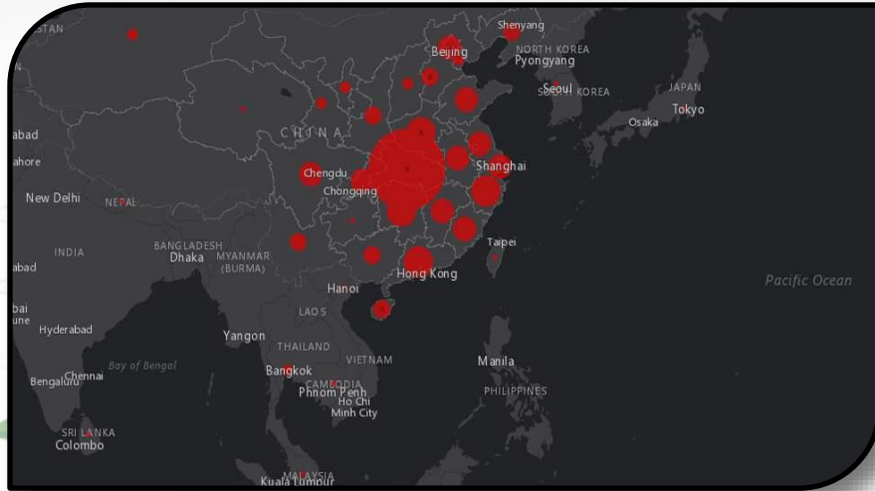 STAN
Shenyang
Beijing
NORTH KOREA
Pyongyang
N
Seoul
SOUTH KOREA
JAPAN
Tokyo
Osaka
CHINA
abad
ahore
Shanghai
Chengdu
Chongqing
New Delhi
NEPAL
Taipei
BANGLADESH
Dhaka
MYANMAR
(BURMA)
INDIA
abad
Hong Kong
Pacific Ocean
Hanoi
LAOS
bai
une
Hyderabad
Yangon
THAILAND
VIETNAM
Manila
Bay of Bengal
Bangkok
Chennai
Bengaluru
CAMBODIA
Phnom Penh
Ho Chi
Minh City
PHILIPPINES
SRI LANKA
Colombo
MALAYSIA
Kuala Lumpur